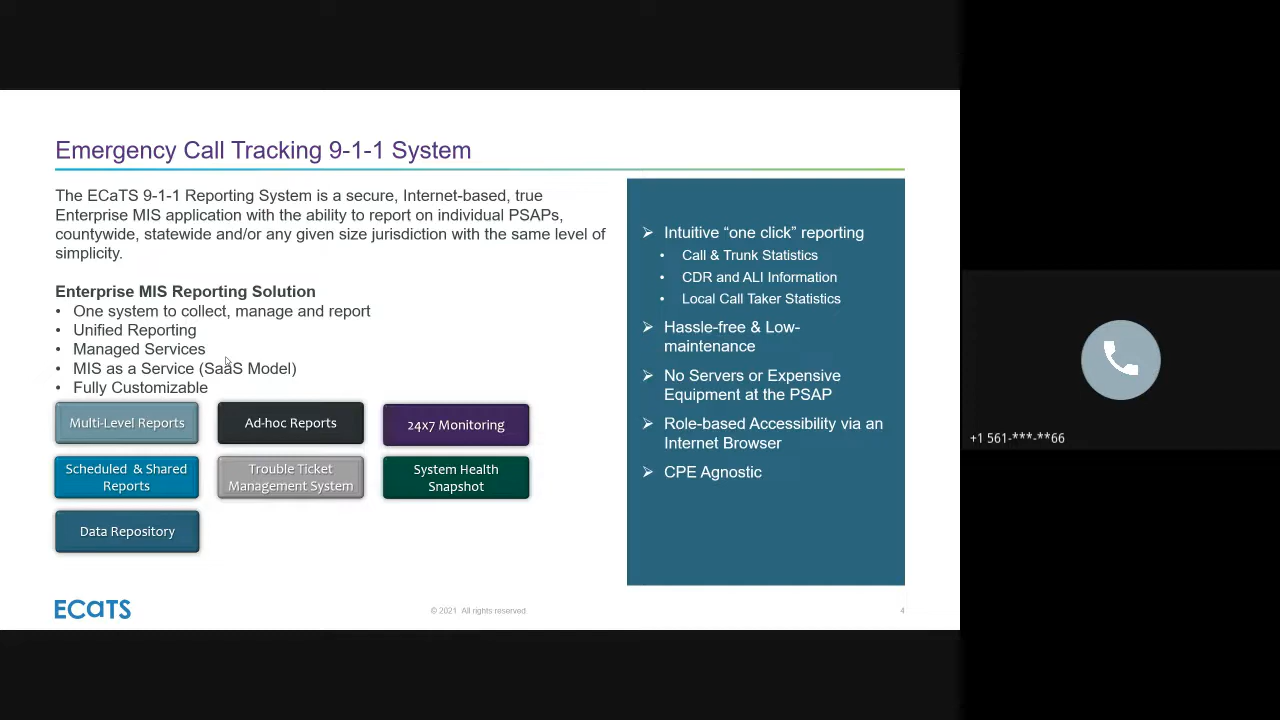 Emergency Call Tracking 9-1-1 System
The ECaTS 9-1-1 Reporting System is a secure, Internet-based, true
Enterprise MIS application with the ability to report on individual PSAPs,
countywide, statewide and/or any given size jurisdiction with the same level of
simplicity.
Enterprise MIS Reporting Solution
• One system to collect, manage and report
• Unified Reporting
• Managed Services
• MIS as a Service (SaaS Model)
• Fully Customizable
Multi-Level Reports
Ad-hoc Reports
24x7 Monitoring
Scheduled & Shared
Reports
Trouble Ticket
Management System
System Health
Snapshot
Data Repository
➢ Intuitive “one click” reporting
• Call & Trunk Statistics
• CDR and ALI Information
• Local Call Taker Statistics
➢ Hassle-free & Low-
maintenance
➢ No Servers or Expensive
Equipment at the PSAP
➢ Role-based Accessibility via an
Internet Browser
➢ CPE Agnostic
ECaTS
© 2021 All rights reserved
4
+1 561-***-**66